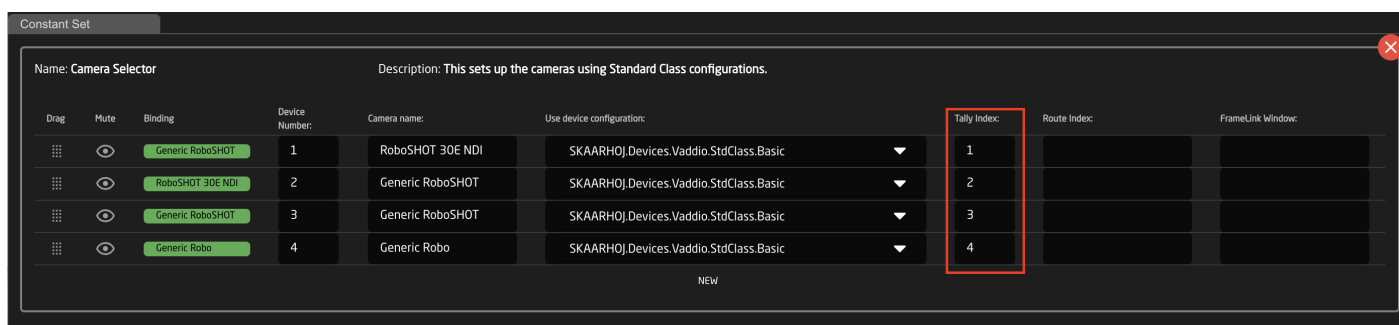 Constant Set
Name: Camera Selector Description: This sets up the cameras using Standard Class configurations.
Drag Mute Binding Device Number: Camera name: Use device configuration: Tally Index: Route Index: FrameLink Window:
Generic RoboSHOT 1 RoboSHOT 30E NDI SKAARHOJ.Devices.Vaddio.StdClass.Basic 1
RoboSHOT 30E NDI 2 Generic RoboSHOT SKAARHOJ.Devices.Vaddio.StdClass.Basic 2
Generic RoboSHOT 3 Generic RoboSHOT SKAARHOJ.Devices.Vaddio.StdClass.Basic 3
Generic Robo 4 Generic Robo SKAARHOJ.Devices.Vaddio.StdClass.Basic 4
NEW